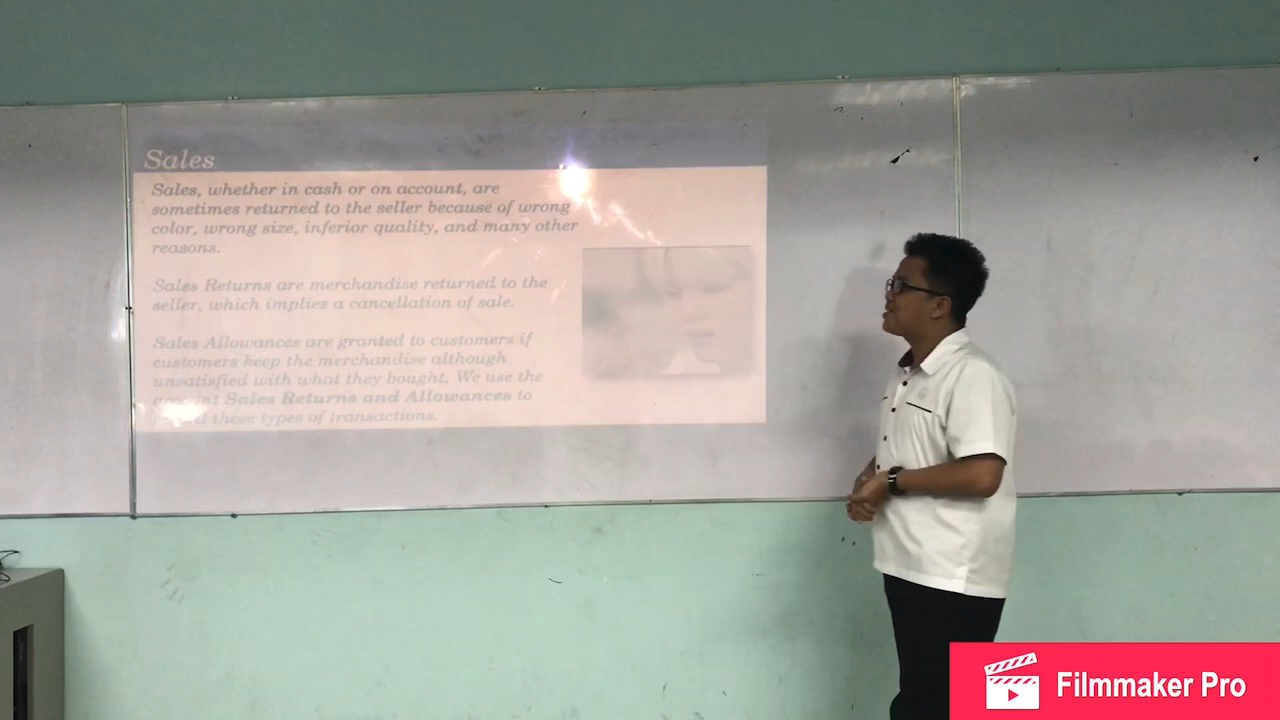 Sales
Sales, whether in cash or on account, are
sometimes returned to the seller because of wrong
color, wrong size, inferior quality, and many other
reasons.
Sales Returns are merchandise returned to the
seller, which implies a cancellation of sale.
Sales Allowances are granted to customers if
customers keep the merchandise although
unsatisfied with what they bought. We use the
account Sales Returns and Allowances to
these types of transactions.
Filmmaker Pro